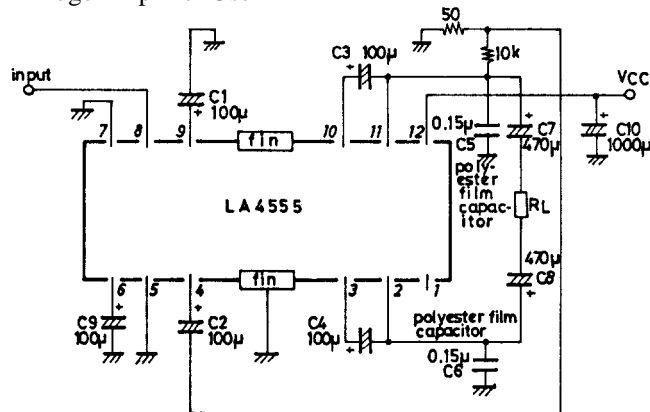 50
10k
C3 100µ
input
C1
100µ
VCC
7 8 9
fin
10 11 12
0.15µ
C5
C7
470µ
C10
1000µ
poly-
ester
film
capac-
itor
RL
LA4555
470µ
C8
6 5 4
fin
3 2 1
C9
100µ
C2
100µ
C4
100µ
polyester film
capacitor
0.15µ
C6